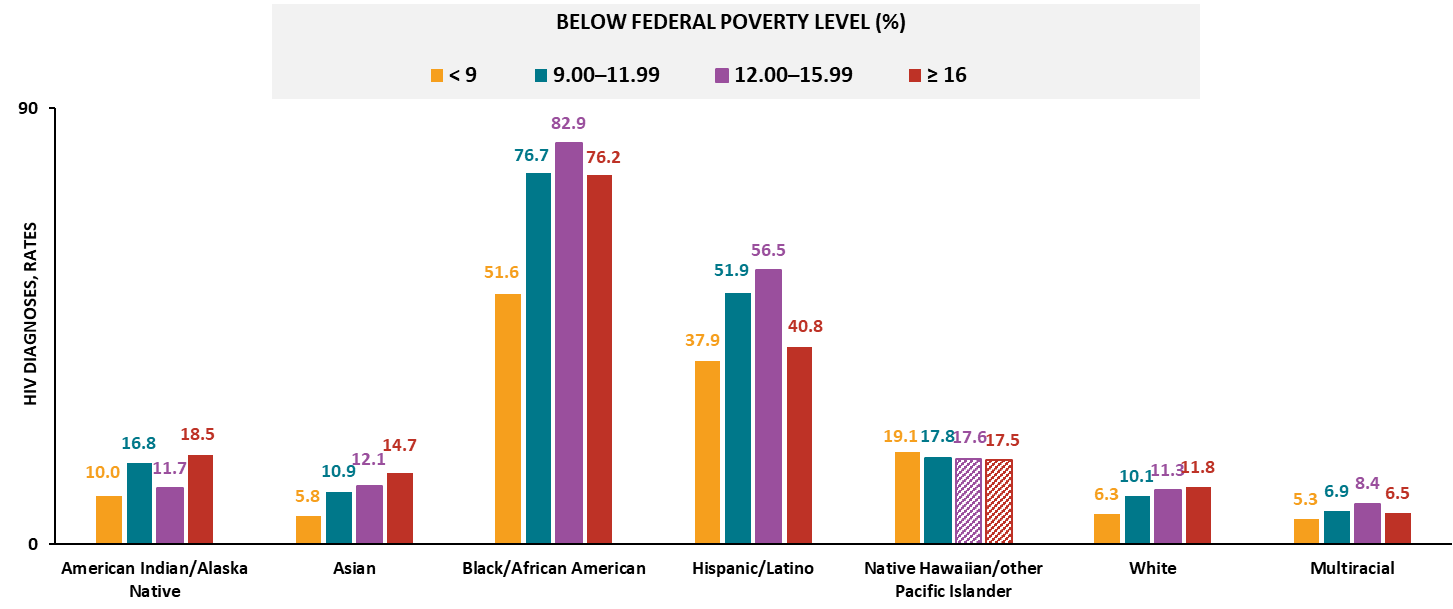 BELOW FEDERAL POVERTY LEVEL (%)
< 9 9.00–11.99 12.00–15.99 ≥ 16
90
0
HIV DIAGNOSES, RATES
10.0 16.8 11.7 18.5
5.8 10.9 12.1 14.7
51.6 76.7 82.9 76.2
37.9 51.9 56.5 40.8
19.1 17.8 17.6 17.5
6.3 10.1 11.3 11.8
5.3 6.9 8.4 6.5
American Indian/Alaska
Native
Asian
Black/African American
Hispanic/Latino
Native Hawaiian/other
Pacific Islander
White
Multiracial